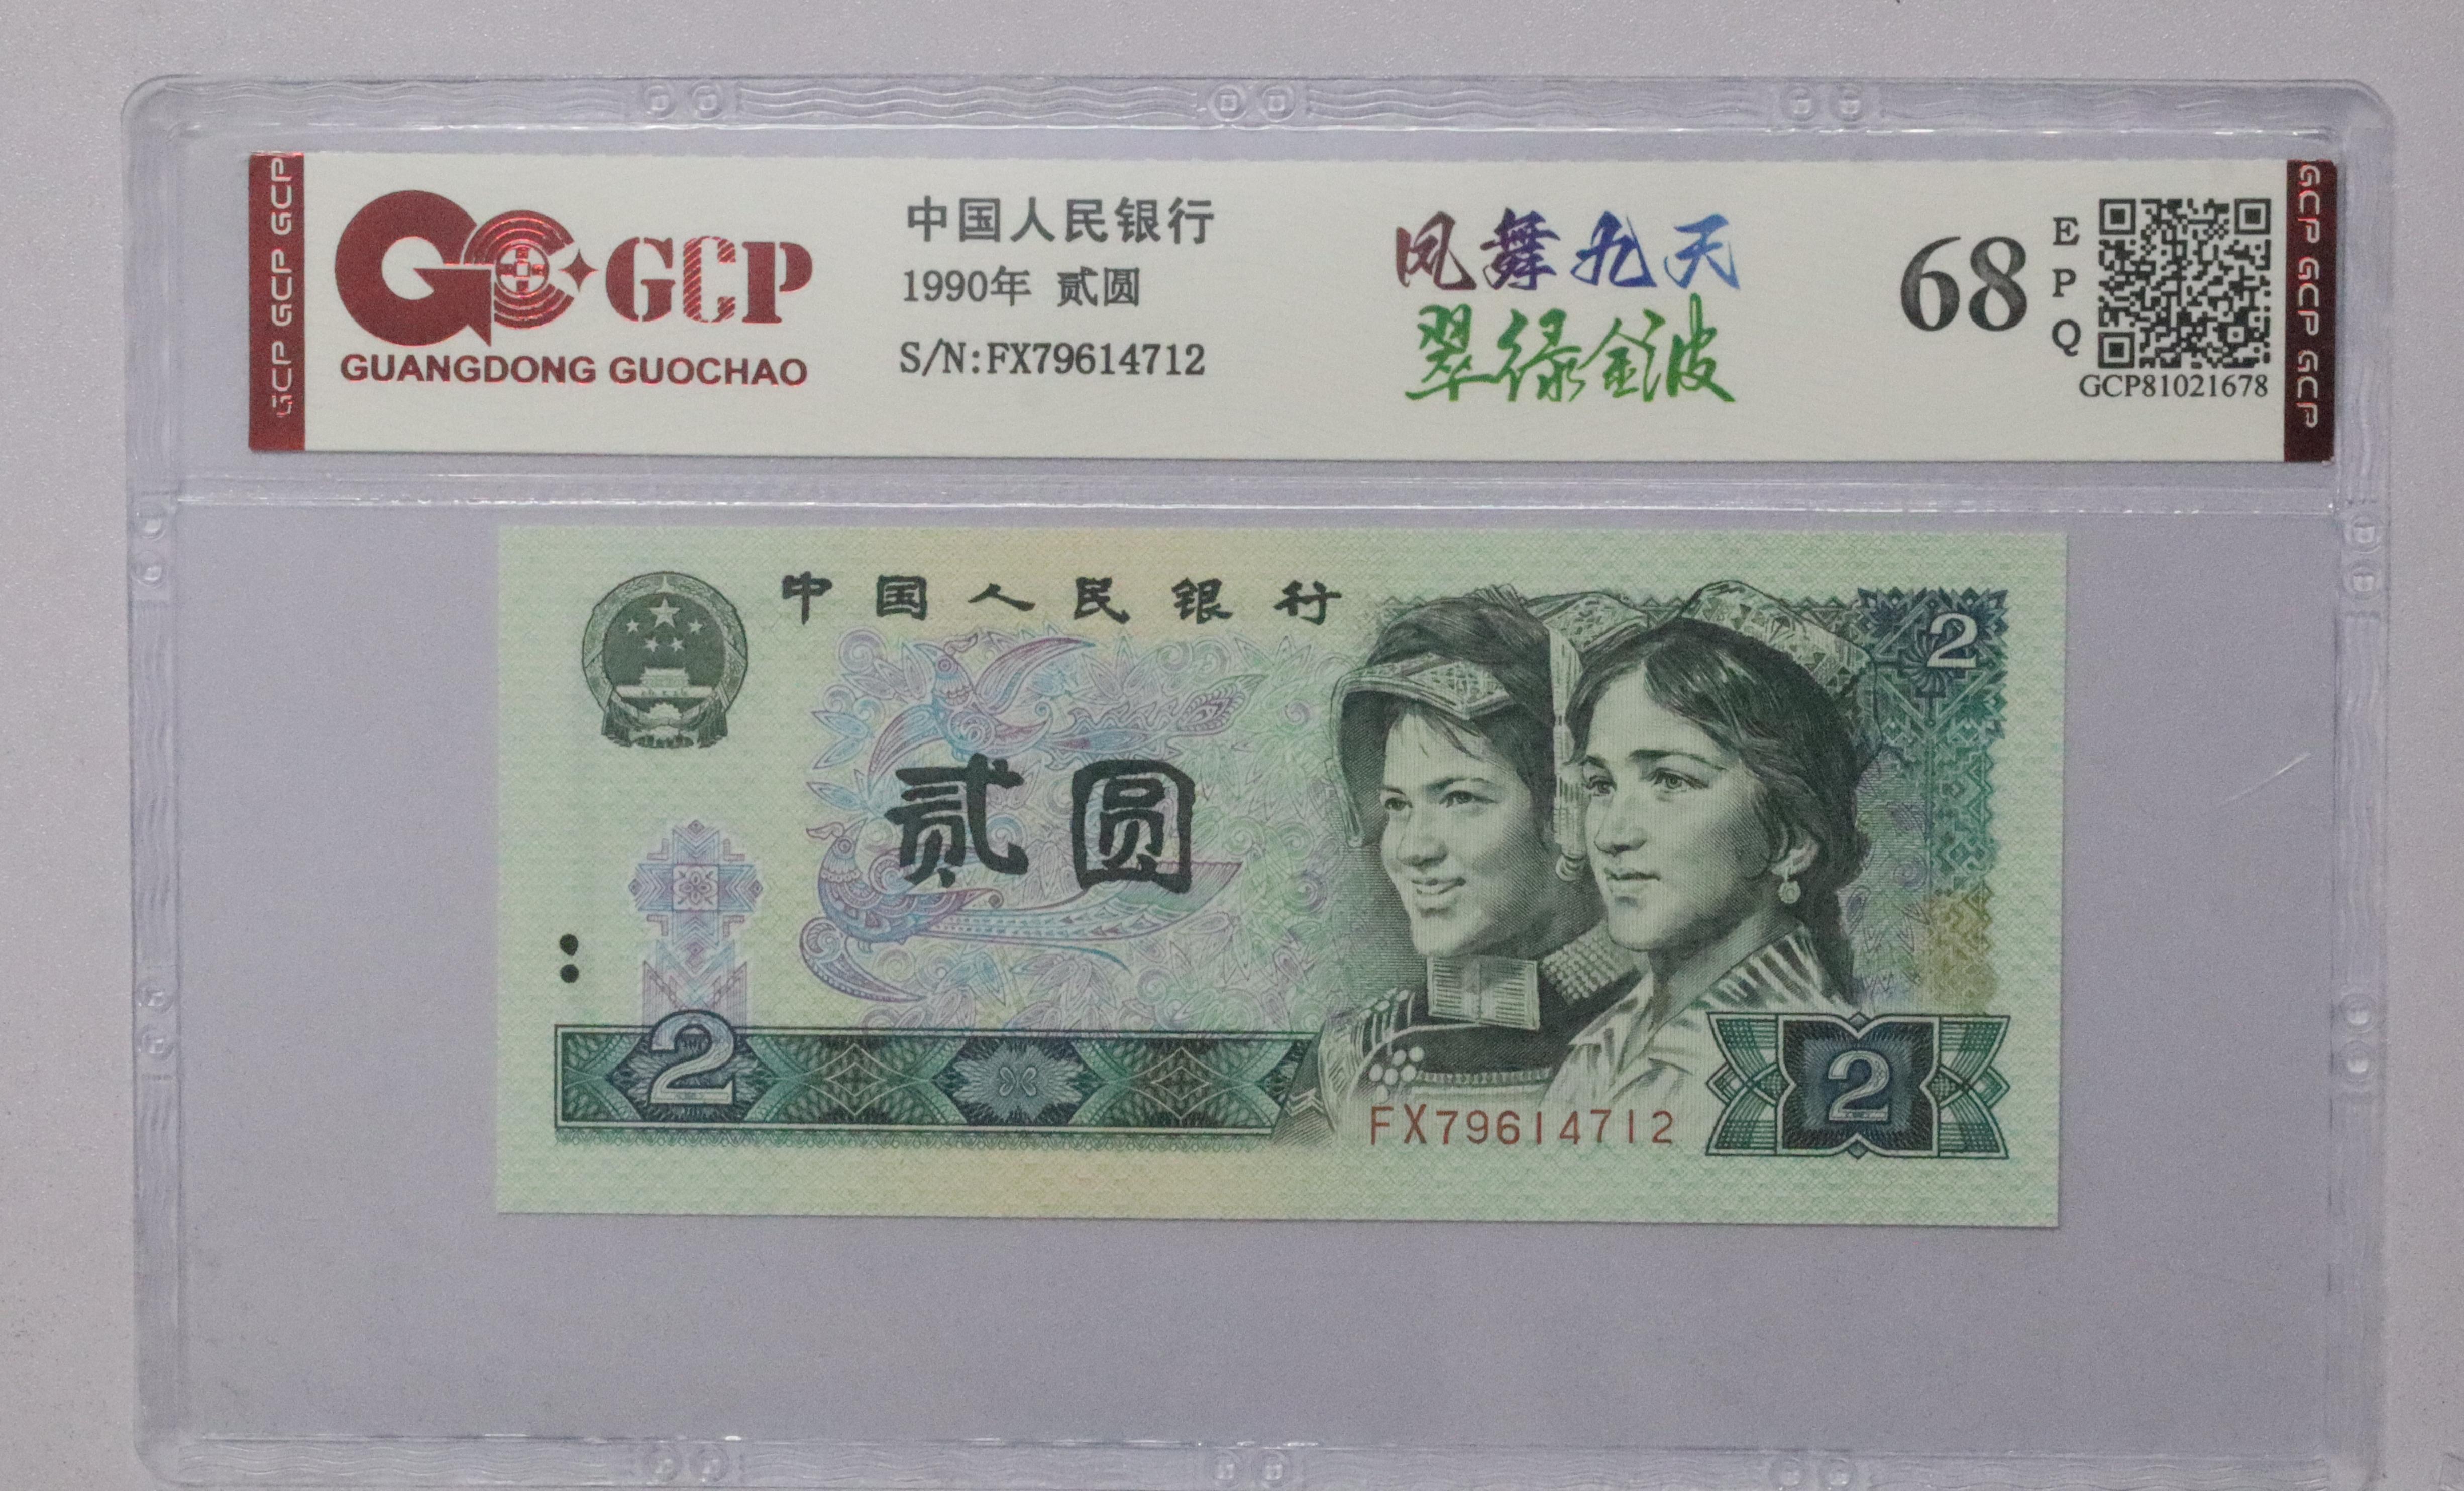 GCP GCP GCP
GCP
GUANGDONG GUOCHAO
中国人民银行
1990年 贰圆
S/N:FX79614712
凤舞九天
翠绿金波
68
EPQ
GCP81021678
GCP GCP GCP
中国人民银行
2
贰圆
2
FX79614712
2